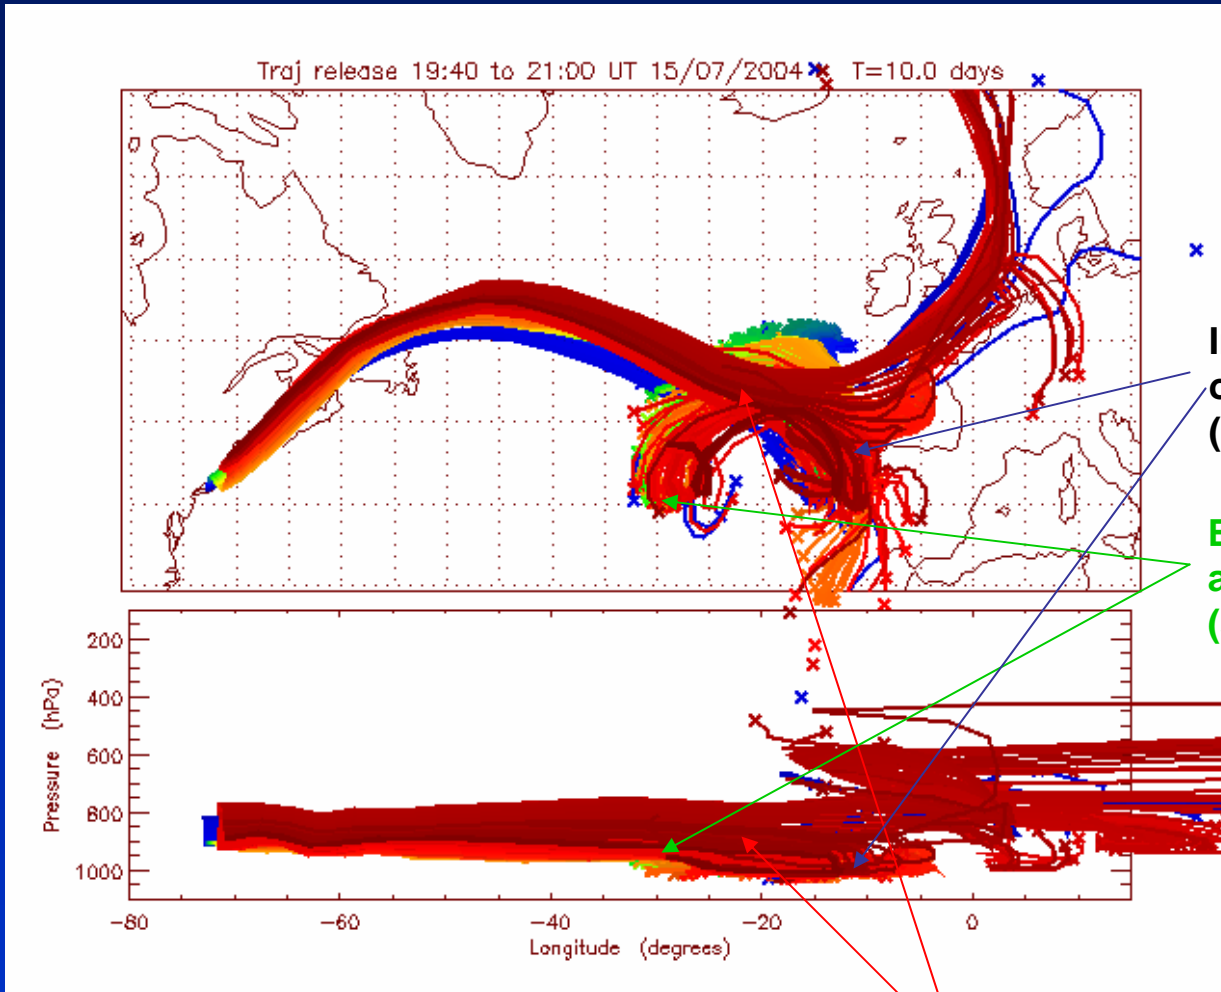 Traj release 19:40 to 21:00 UT 15/07/2004 T=10.0 days
I
c
(
E
a
(
200
400
600
800
1000
Pressure (hPa)
-80 -60 -40 -20 0
Longitude (degrees)